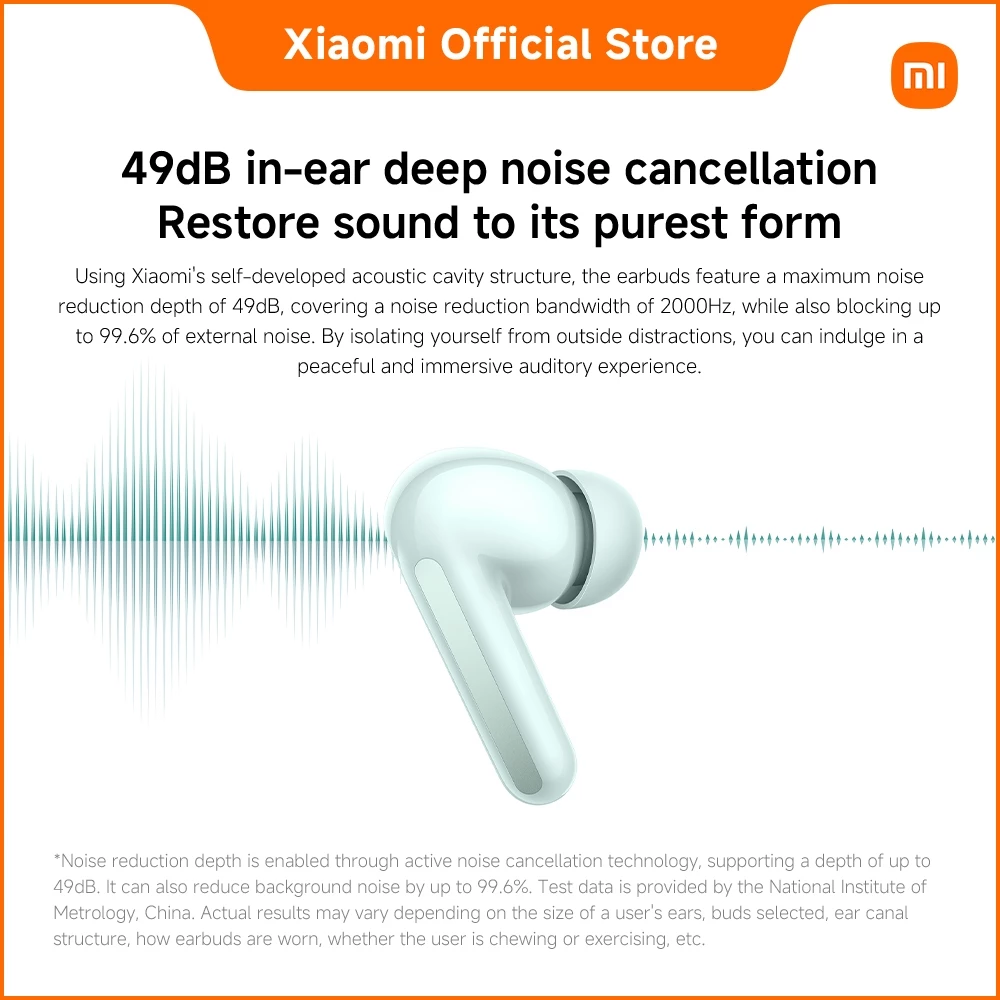 Xiaomi Official Store
mi
49dB in-ear deep noise cancellation
Restore sound to its purest form
Using Xiaomi's self-developed acoustic cavity structure, the earbuds feature a maximum noise
reduction depth of 49dB, covering a noise reduction bandwidth of 2000Hz, while also blocking up
to 99.6% of external noise. By isolating yourself from outside distractions, you can indulge in a
peaceful and immersive auditory experience.
*Noise reduction depth is enabled through active noise cancellation technology, supporting a depth of up to
49dB. It can also reduce background noise by up to 99.6%. Test data is provided by the National Institute of
Metrology, China. Actual results may vary depending on the size of a user's ears, buds selected, ear canal
structure, how earbuds are worn, whether the user is chewing or exercising, etc.